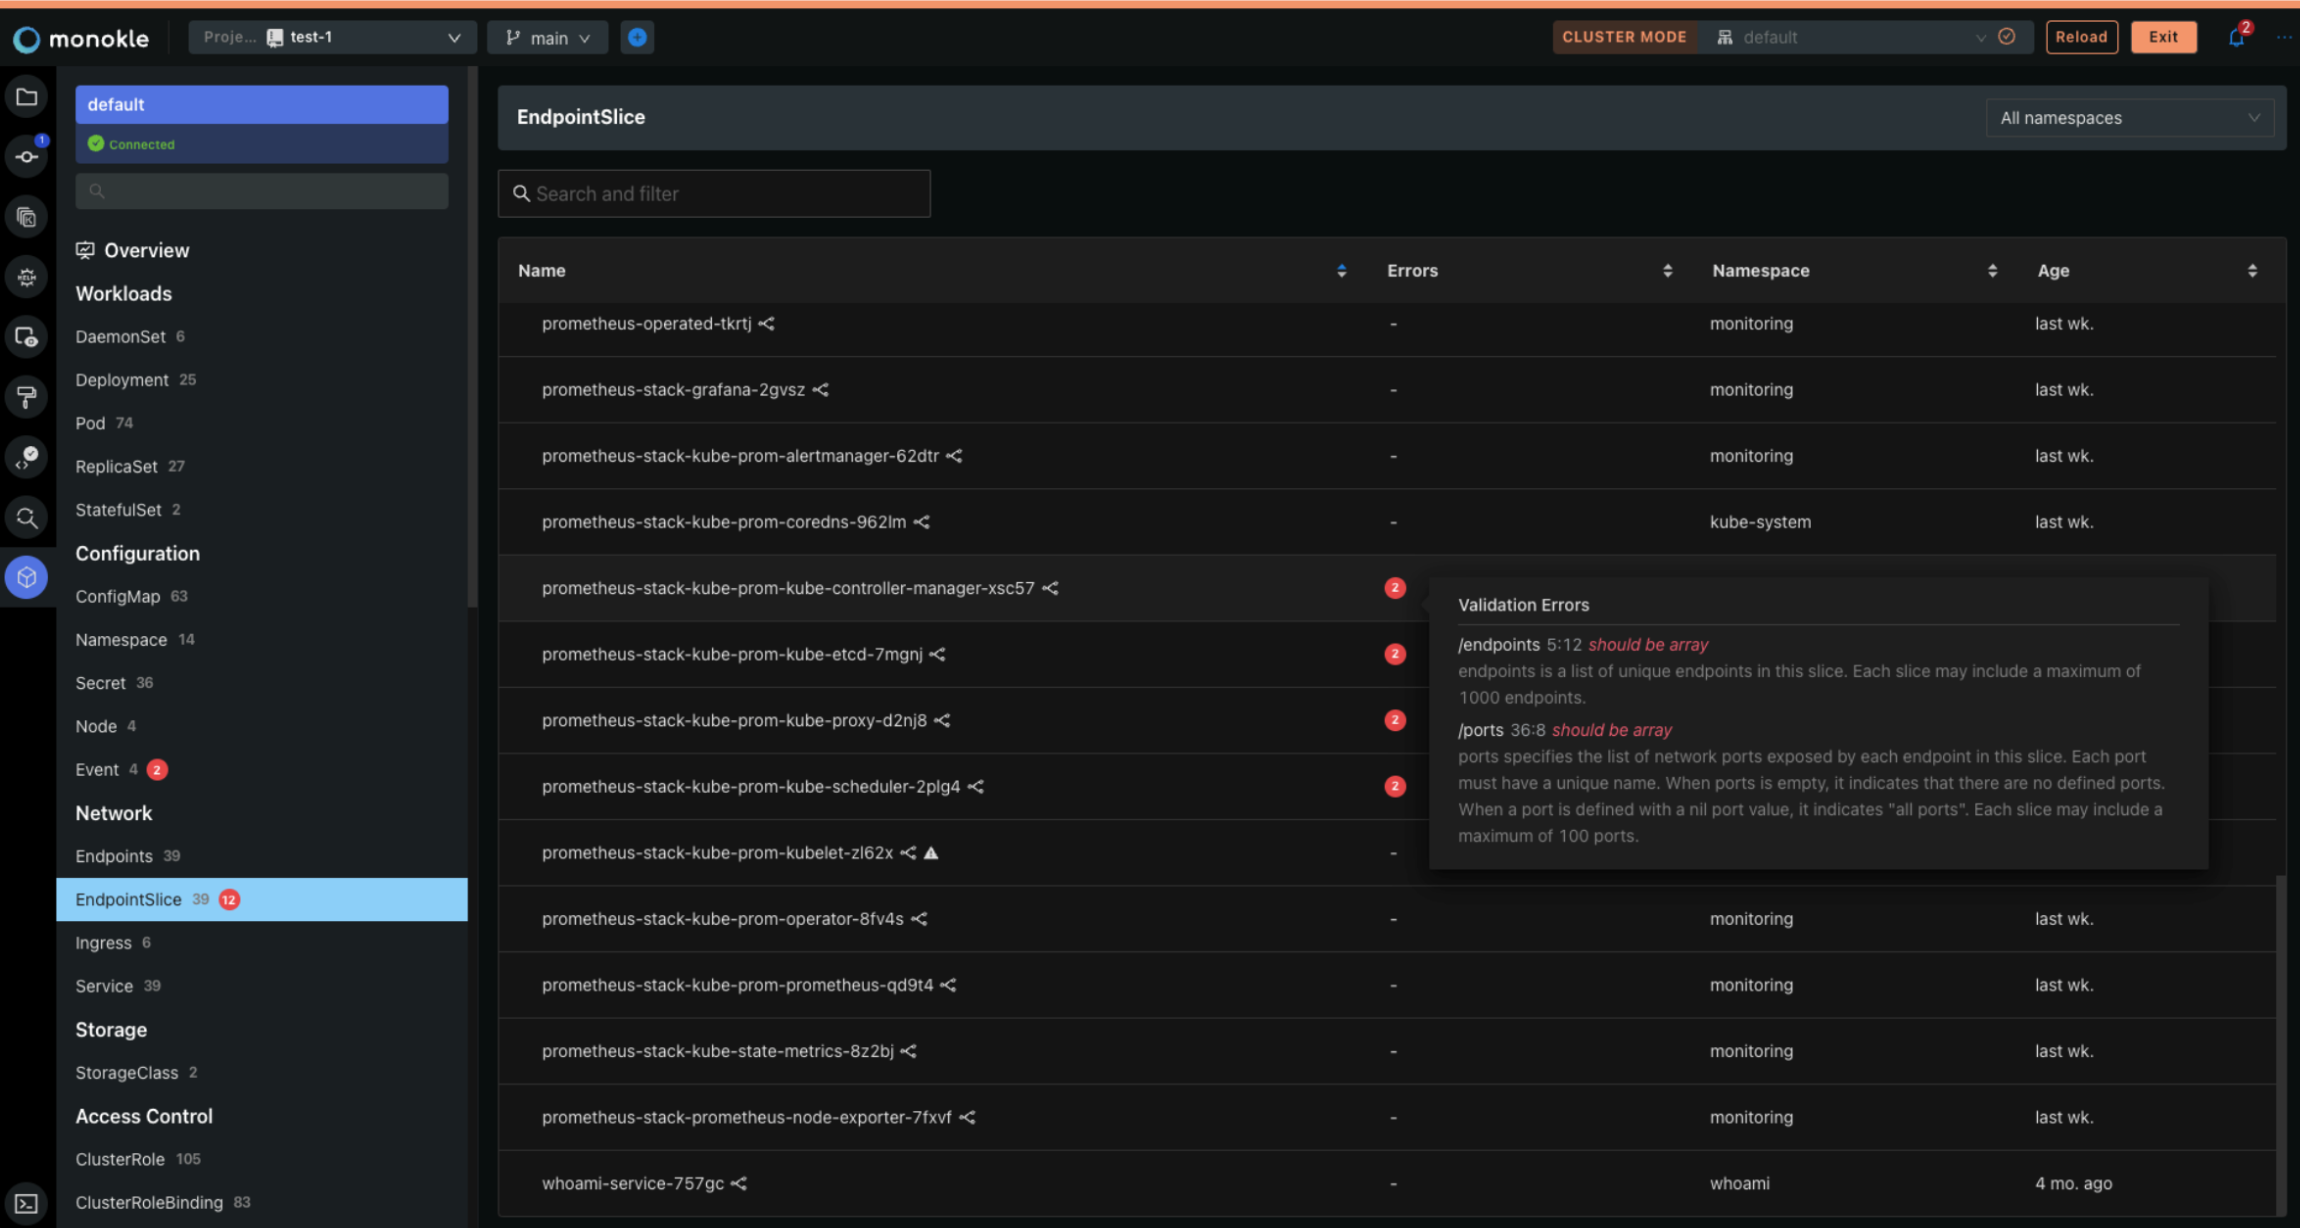 monokle
Proje... test-1
main
CLUSTER MODE
default
Reload
Exit
2
...
1
default
Connected
Overview
Workloads
DaemonSet 6
Deployment 25
Pod 74
ReplicaSet 27
StatefulSet 2
Configuration
ConfigMap 63
Namespace 14
Secret 36
Node 4
Event 4 2
Network
Endpoints 39
EndpointSlice 39 12
Ingress 6
Service 39
Storage
StorageClass 2
Access Control
ClusterRole 105
ClusterRoleBinding 83
EndpointSlice
All namespaces
Search and filter
Name Errors Namespace Age
prometheus-operated-tkrtj - monitoring last wk.
prometheus-stack-grafana-2gvsz - monitoring last wk.
prometheus-stack-kube-prom-alertmanager-62dtr - monitoring last wk.
prometheus-stack-kube-prom-coredns-962lm - kube-system last wk.
prometheus-stack-kube-prom-kube-controller-manager-xsc57 2
prometheus-stack-kube-prom-kube-etcd-7mgnj 2
prometheus-stack-kube-prom-kube-proxy-d2nj8 2
prometheus-stack-kube-prom-kube-scheduler-2plg4 2
prometheus-stack-kube-prom-kubelet-zl62x -
prometheus-stack-kube-prom-operator-8fv4s - monitoring last wk.
prometheus-stack-kube-prom-prometheus-qd9t4 - monitoring last wk.
prometheus-stack-kube-state-metrics-8z2bj - monitoring last wk.
prometheus-stack-prometheus-node-exporter-7fxvf - monitoring last wk.
whoami-service-757gc - whoami 4 mo. ago
Validation Errors
/endpoints 5:12 should be array
endpoints is a list of unique endpoints in this slice. Each slice may include a maximum of
1000 endpoints.
/ports 36:8 should be array
ports specifies the list of network ports exposed by each endpoint in this slice. Each port
must have a unique name. When ports is empty, it indicates that there are no defined ports.
When a port is defined with a nil port value, it indicates "all ports". Each slice may include a
maximum of 100 ports.